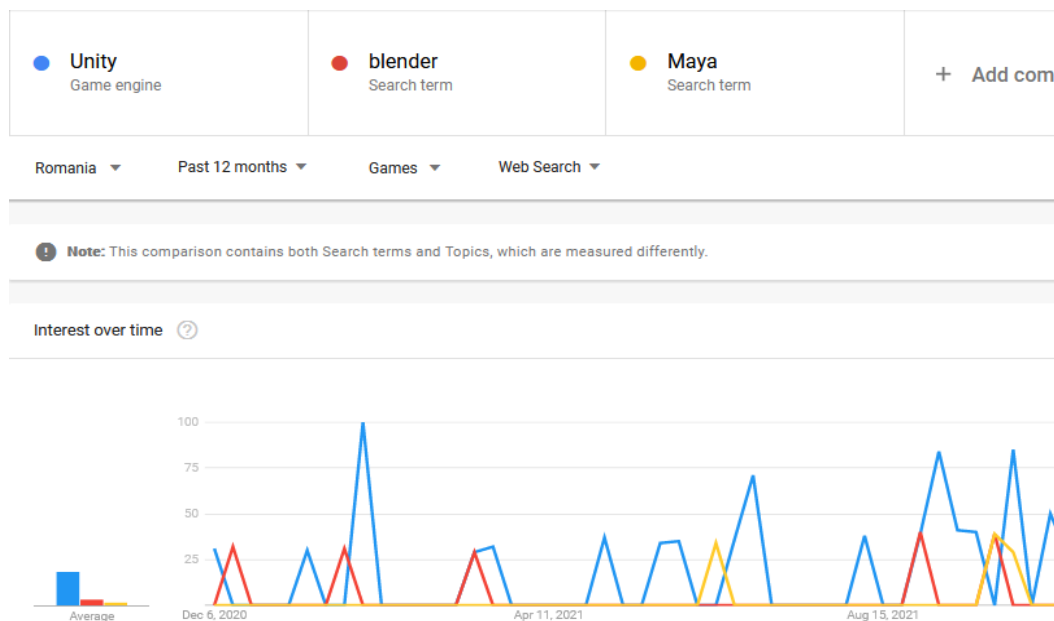 Unity
Game engine
blender
Search term
Maya
Search term
+ Add com
Romania
Past 12 months
Games
Web Search
Note: This comparison contains both Search terms and Topics, which are measured differently.
Interest over time
100
75
50
25
Average
Dec 6, 2020
Apr 11, 2021
Aug 15, 2021